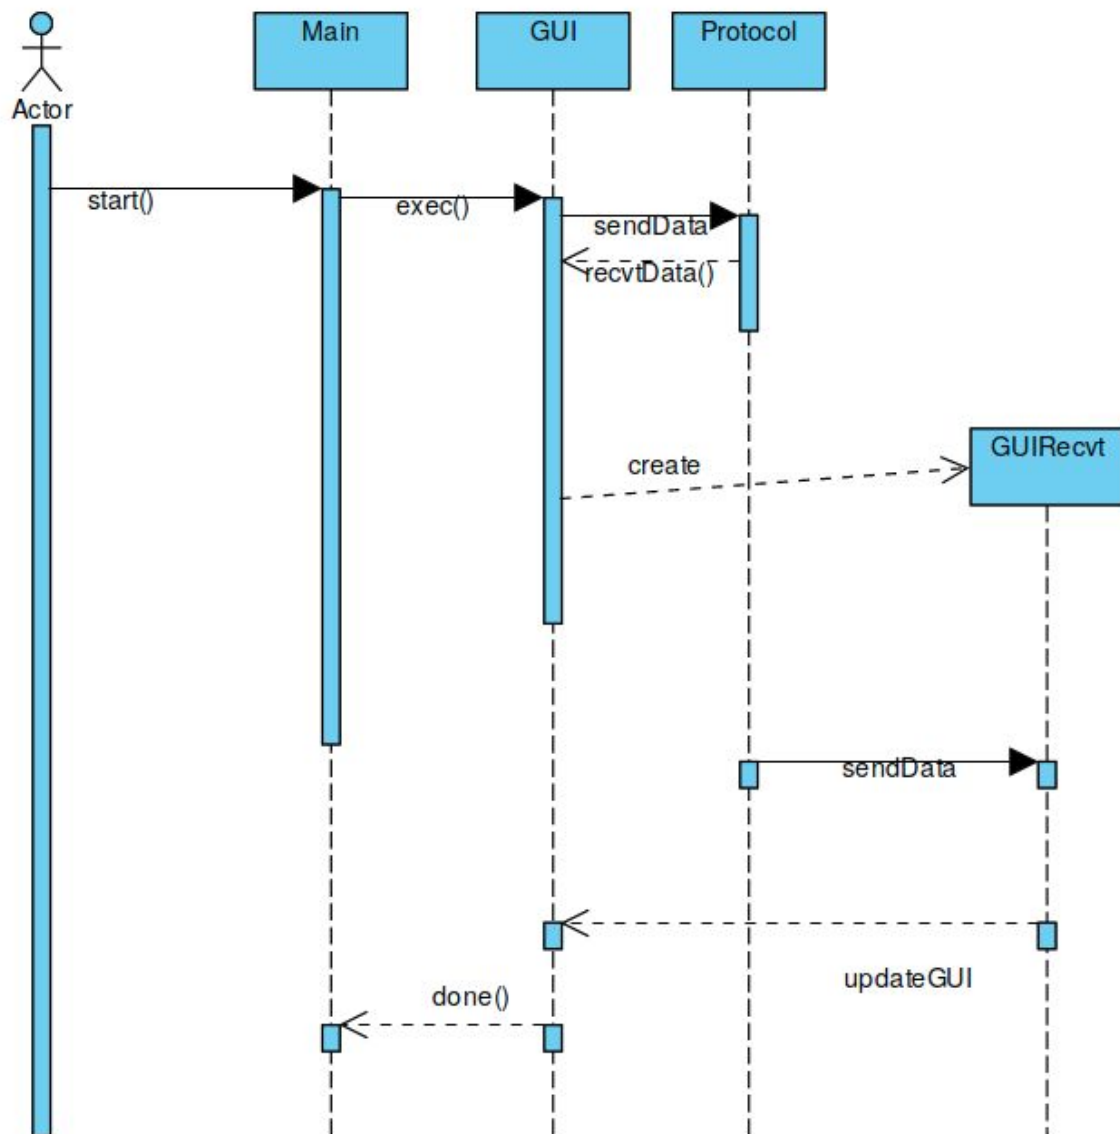 Main
GUI
Protocol
Actor
start()
exec()
sendData
recvtData()
GUIRecvt
create
sendData
updateGUI
done()